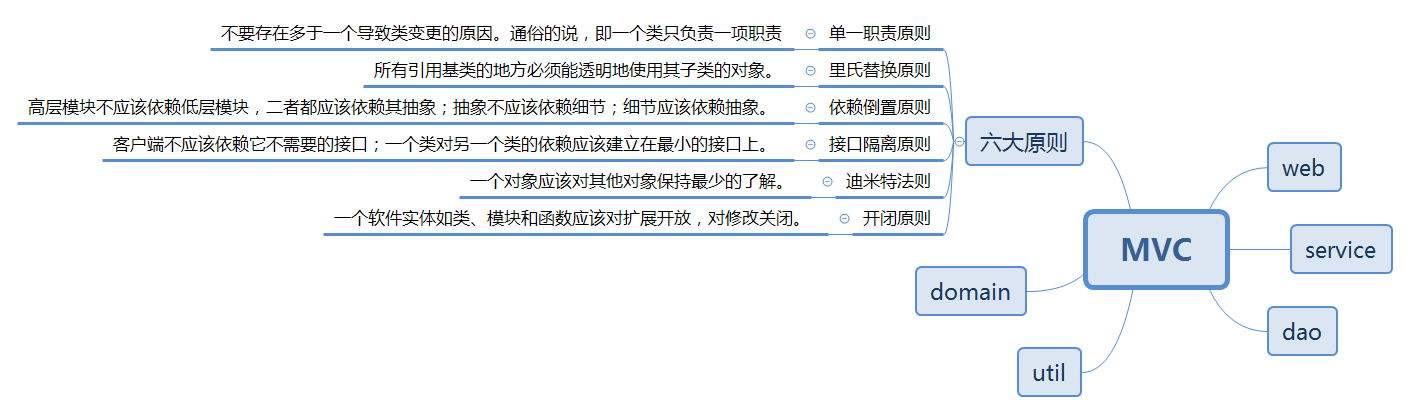 不要存在多于一个导致类变更的原因。通俗的说，即一个类只负责一项职责 单一职责原则
所有引用基类的地方必须能透明地使用其子类的对象。 里氏替换原则
高层模块不应该依赖低层模块，二者都应该依赖其抽象；抽象不应该依赖细节；细节应该依赖抽象。 依赖倒置原则
客户端不应该依赖它不需要的接口；一个类对另一个类的依赖应该建立在最小的接口上。 接口隔离原则
一个对象应该对其他对象保持最少的了解。 迪米特法则
一个软件实体如类、模块和函数应该对扩展开放，对修改关闭。 开闭原则
六大原则
MVC
web
service
dao
domain
util